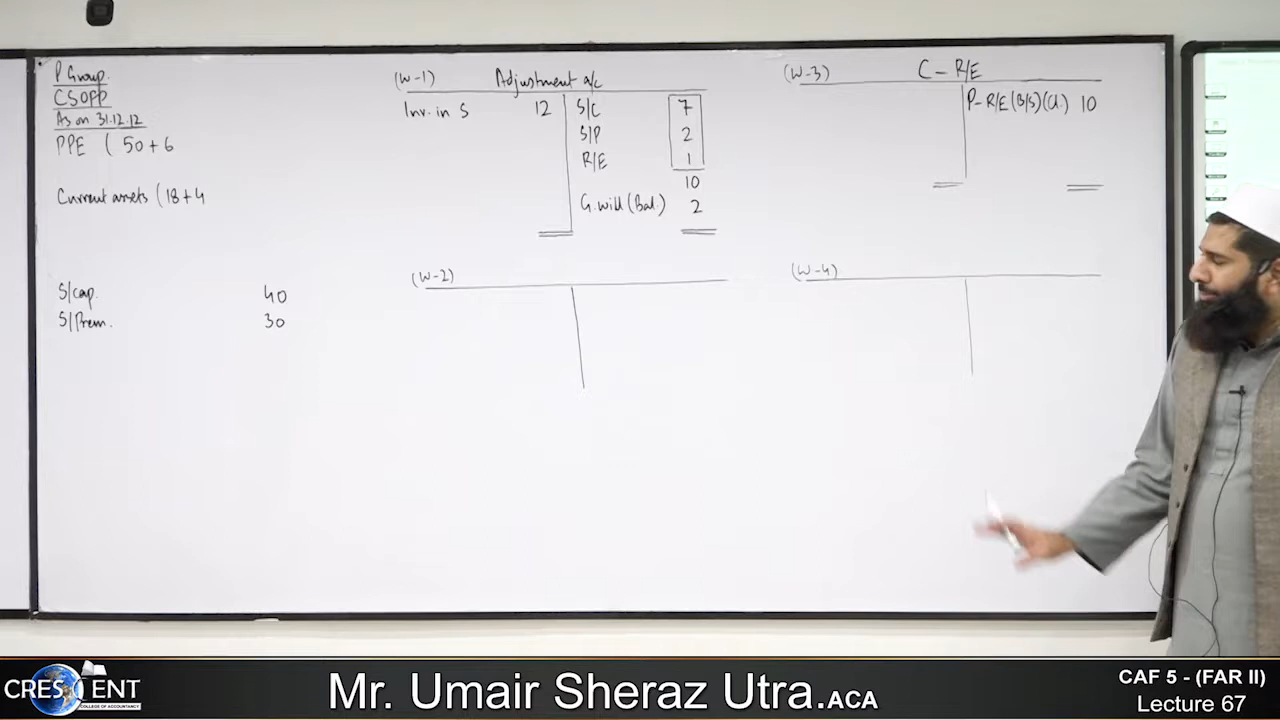 P Group.
CSOFP
As on 31.12.12
PPE ( 50 + 6
Current assets (18 + 4
S/cap. 40
S/Prem. 30
(W-1) Adjustment a/c
Inv. in S 12 S/C 7
S/P 2
R/E 1
10
G.will (Bal.) 2
(W-2)
(W-3) C - R/E
P - R/E (B/S) (Cl.) 10
(W-4)
CRESCENT
COLLEGE OF ACCOUNTANCY
Mr. Umair Sheraz Utra.ACA
CAF 5 - (FAR II)
Lecture 67